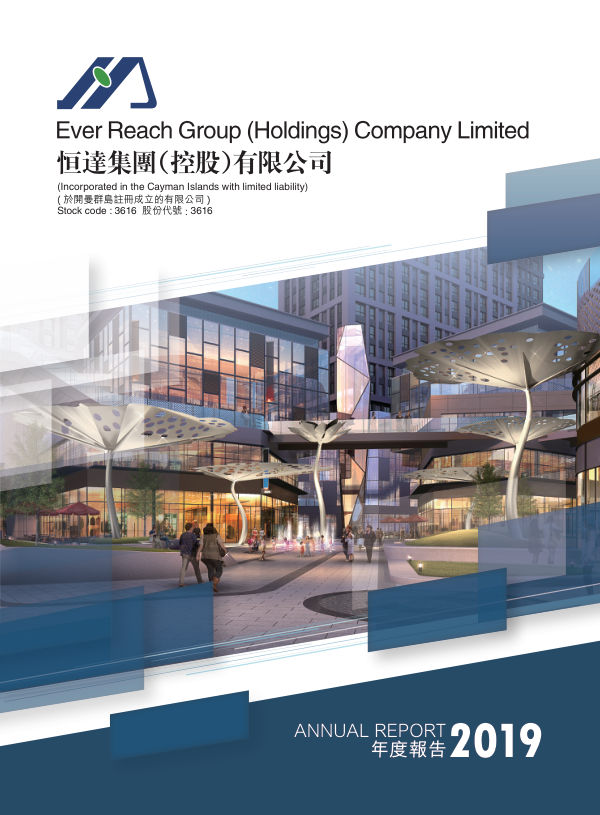 Ever Reach Group (Holdings) Company Limited
恒達集團（控股）有限公司
(Incorporated in the Cayman Islands with limited liability)
( 於開曼群島註冊成立的有限公司 )
Stock code : 3616 股份代號 : 3616
ANNUAL REPORT
年度報告
2019